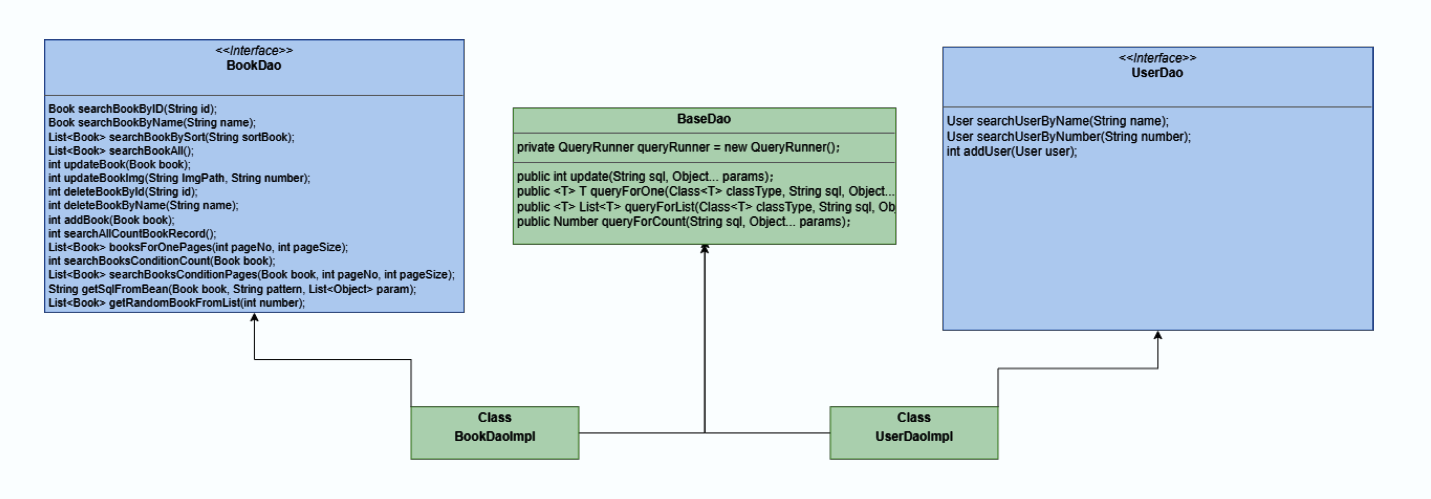 <<Interface>>
BookDao
Book searchBookByID(String id);
Book searchBookByName(String name);
List<Book> searchBookBySort(String sortBook);
List<Book> searchBookAll();
int updateBook(Book book);
int updateBookImg(String ImgPath, String number);
int deleteBookById(String id);
int deleteBookByName(String name);
int addBook(Book book);
int searchAllCountBookRecord();
List<Book> booksForOnePages(int pageNo, int pageSize);
int searchBooksConditionCount(Book book);
List<Book> searchBooksConditionPages(Book book, int pageNo, int pageSize);
String getSqlFromBean(Book book, String pattern, List<Object> param);
List<Book> getRandomBookFromList(int number);
BaseDao
private QueryRunner queryRunner = new QueryRunner();
public int update(String sql, Object... params);
public <T> T queryForOne(Class<T> classType, String sql, Object...
public <T> List<T> queryForList(Class<T> classType, String sql, Ob
public Number queryForCount(String sql, Object... params);
<<Interface>>
UserDao
User searchUserByName(String name);
User searchUserByNumber(String number);
int addUser(User user);
Class
BookDaoImpl
Class
UserDaoImpl